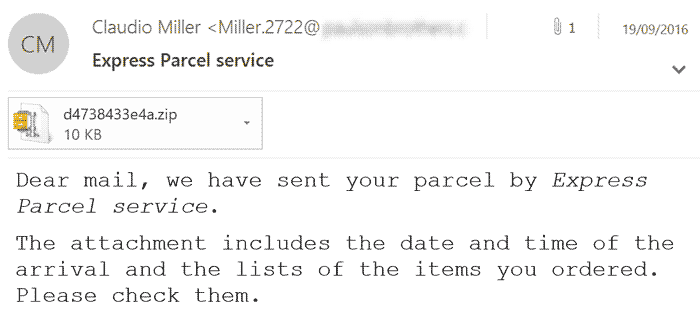 Claudio Miller <Miller.2722@
CM
1
19/09/2016
Express Parcel service
d4738433e4a.zip
10 KB
Dear mail, we have sent your parcel by Express
Parcel service.
The attachment includes the date and time of the
arrival and the lists of the items you ordered.
Please check them.